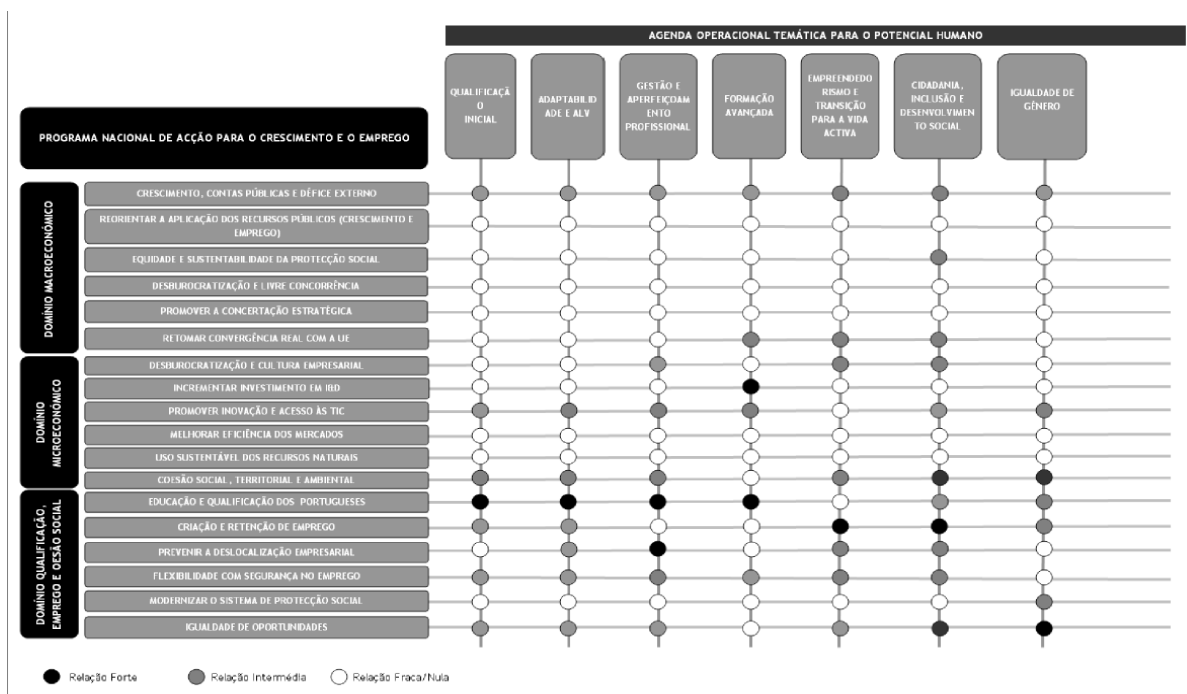 AGENDA OPERACIONAL TEMÁTICA PARA O POTENCIAL HUMANO
QUALIFICAÇÃ
O
INICIAL
ADAPTABILID
ADE E ALV
GESTÃO E
APERFEIÇOAM
ENTO
PROFISSIONAL
FORMAÇÃO
AVANÇADA
EMPREENDEDO
RISMO E
TRANSIÇÃO
PARA A VIDA
ACTIVA
CIDADANIA,
INCLUSÃO E
DESENVOLVIMEN
TO SOCIAL
IGUALDADE DE
GÉNERO
PROGRAMA NACIONAL DE ACÇÃO PARA O CRESCIMENTO E O EMPREGO
DOMÍNIO MACROECONÓMICO
CRESCIMENTO, CONTAS PÚBLICAS E DÉFICE EXTERNO
REORIENTAR A APLICAÇÃO DOS RECURSOS PÚBLICOS (CRESCIMENTO E
EMPREGO)
EQUIDADE E SUSTENTABILIDADE DA PROTECÇÃO SOCIAL
DESBUROCRATIZAÇÃO E LIVRE CONCORRÊNCIA
PROMOVER A CONCERTAÇÃO ESTRATÉGICA
RETOMAR CONVERGÊNCIA REAL COM A UE
DOMÍNIO
MICROECONÓMICO
DESBUROCRATIZAÇÃO E CULTURA EMPRESARIAL
INCREMENTAR INVESTIMENTO EM I&D
PROMOVER INOVAÇÃO E ACESSO ÀS TIC
MELHORAR EFICIÊNCIA DOS MERCADOS
USO SUSTENTÁVEL DOS RECURSOS NATURAIS
COESÃO SOCIAL, TERRITORIAL E AMBIENTAL
DOMÍNIO QUALIFICAÇÃO,
EMPREGO E OESÃO SOCIAL
EDUCAÇÃO E QUALIFICAÇÃO DOS PORTUGUESES
CRIAÇÃO E RETENÇÃO DE EMPREGO
PREVENIR A DESLOCALIZAÇÃO EMPRESARIAL
FLEXIBILIDADE COM SEGURANÇA NO EMPREGO
MODERNIZAR O SISTEMA DE PROTECÇÃO SOCIAL
IGUALDADE DE OPORTUNIDADES
Relação Forte
Relação Intermédia
Relação Fraca/Nula